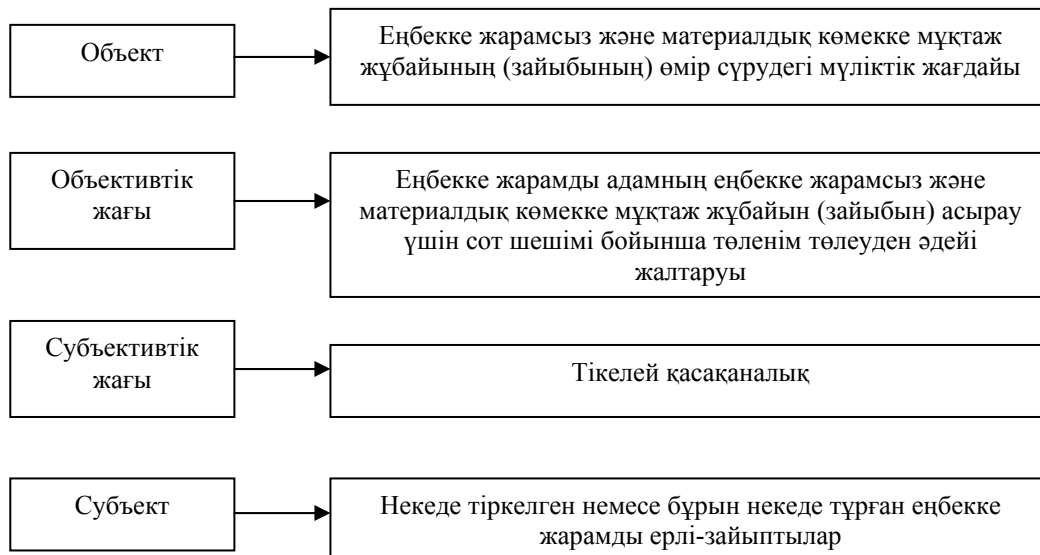 Объект
Еңбекке жарамсыз және материалдық көмекке мұқтаж
жұбайының (зайыбының) өмір сүрудегі мүліктік жағдайы
Объективтік
жағы
Еңбекке жарамды адамның еңбекке жарамсыз және
материалдық көмекке мұқтаж жұбайын (зайыбын) асырау
үшін сот шешімі бойынша төленім төлеуден әдейі
жалтаруы
Субъективтік
жағы
Тікелей қасақаналық
Субъект
Некеде тіркелген немесе бұрын некеде тұрған еңбекке
жарамды ерлі-зайыптылар